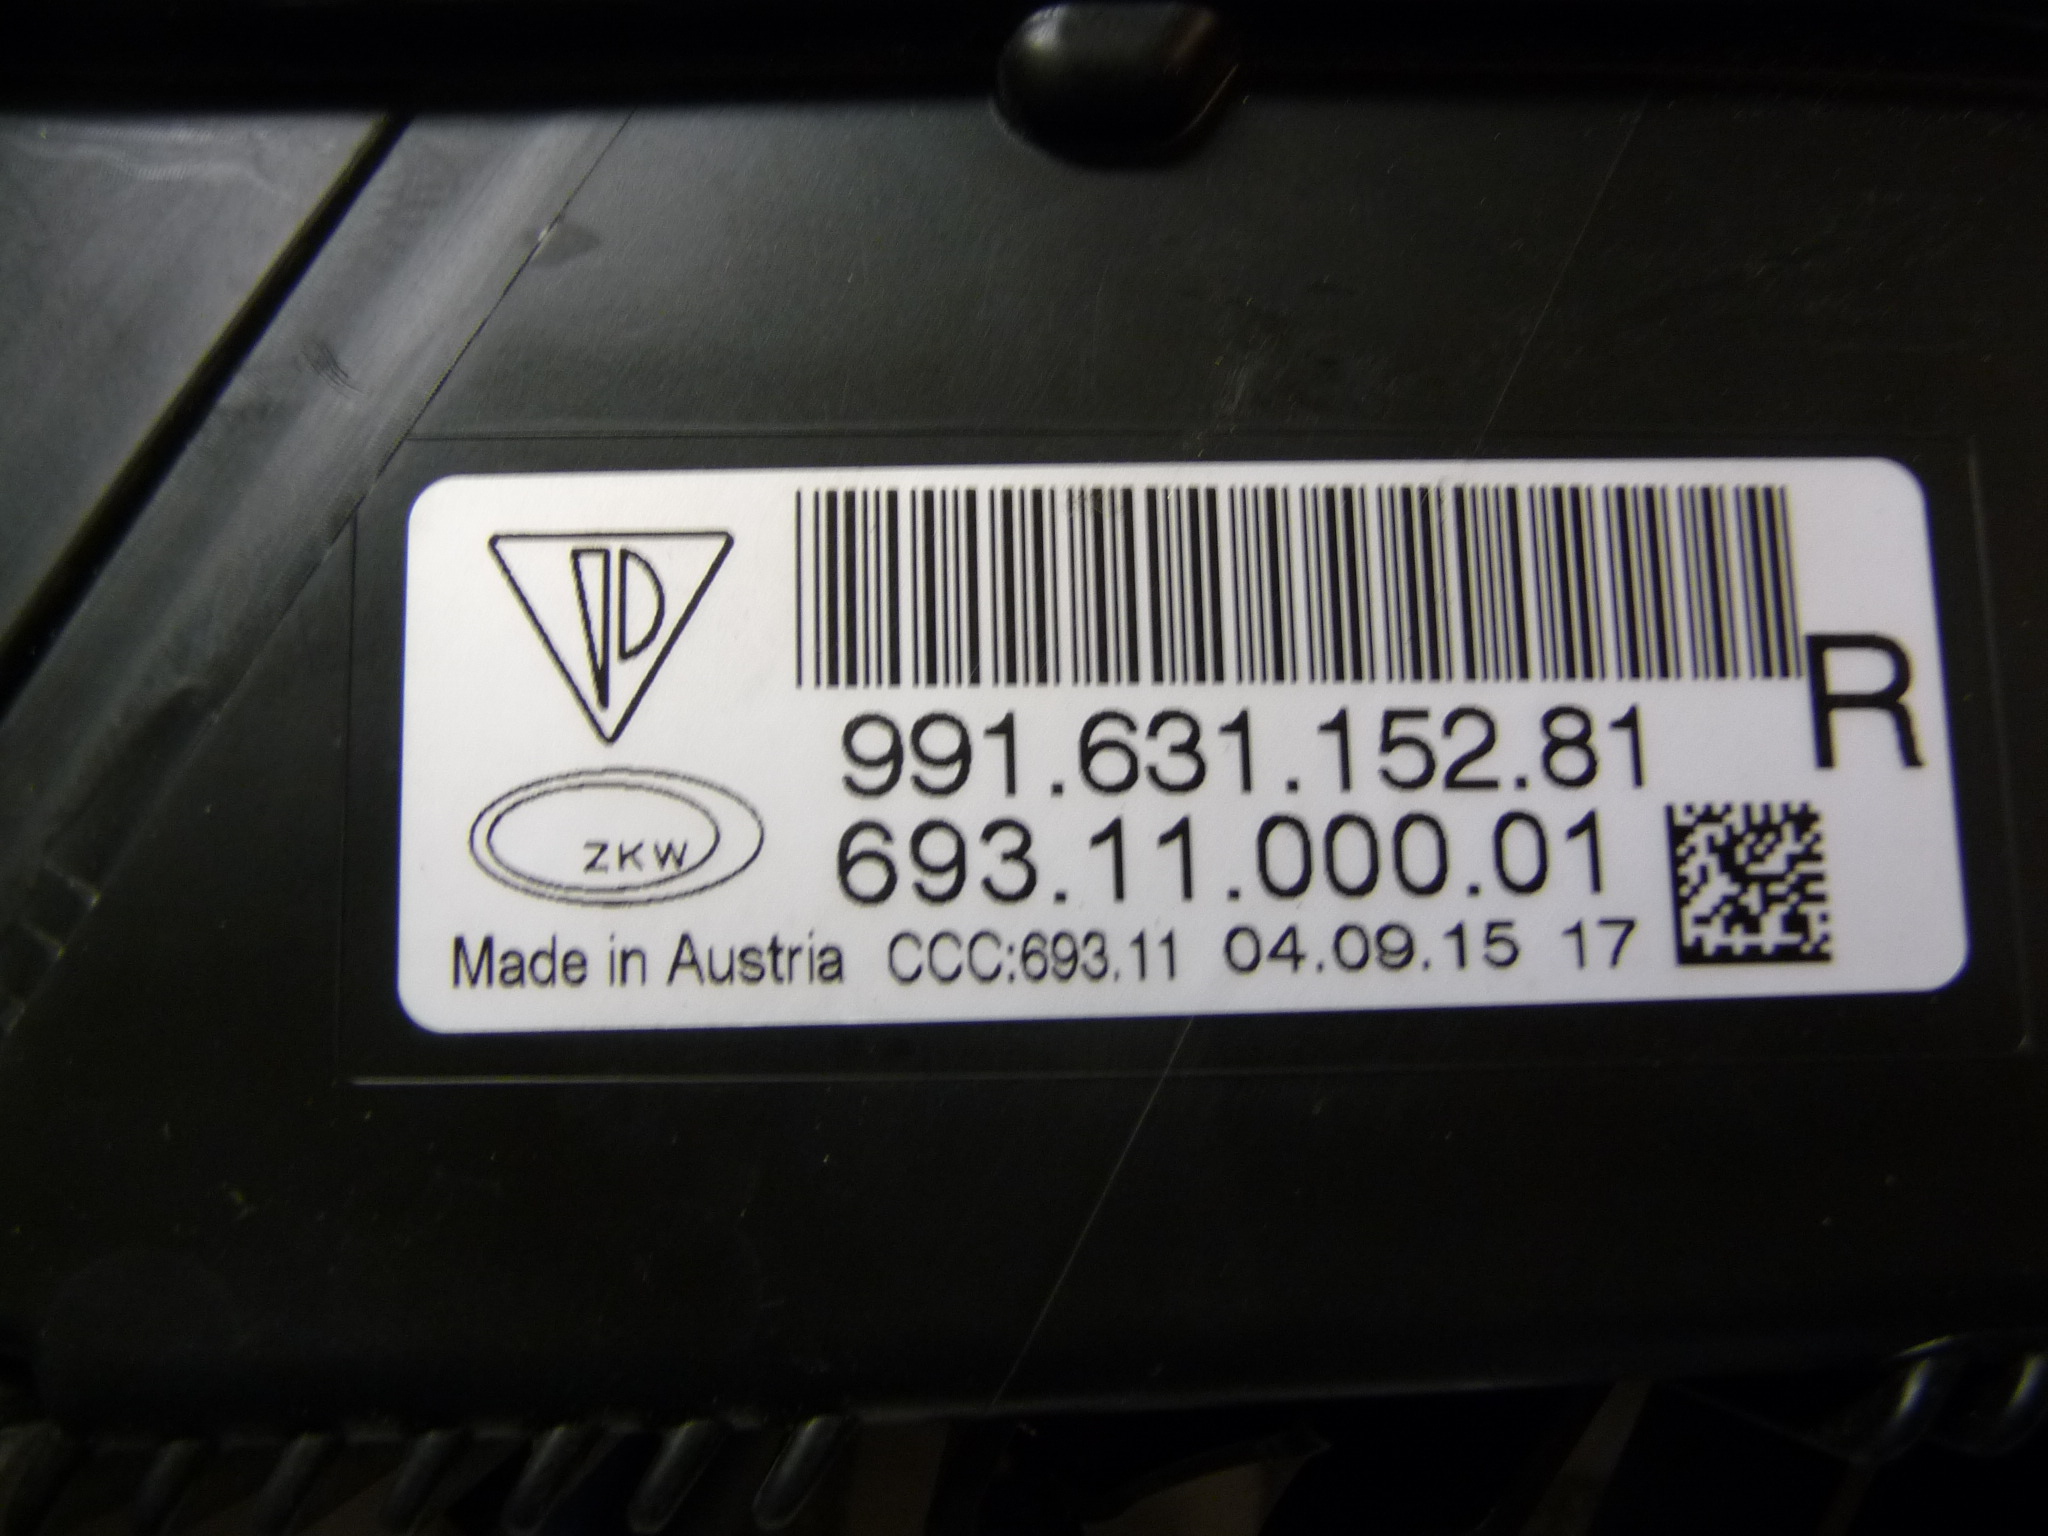 991.631.152.81
R
ZKW
693.11.000.01
Made in Austria CCC:693.11 04.09.15 17